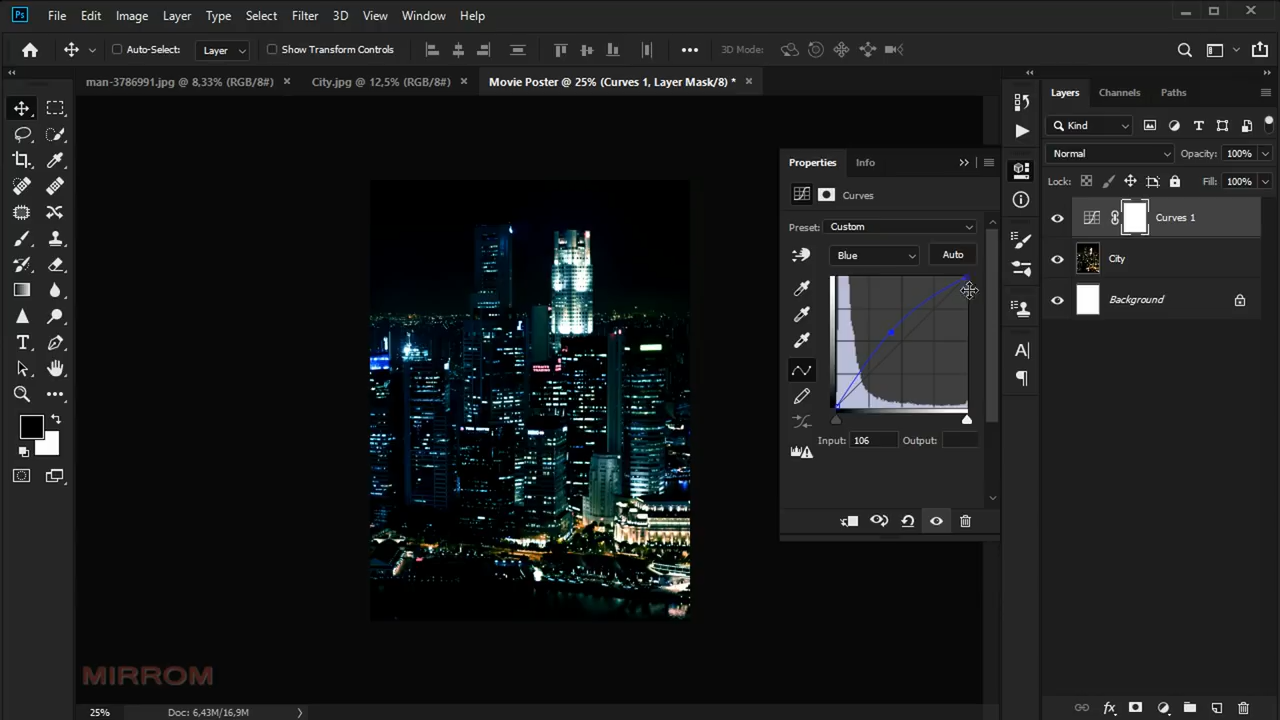 Ps File Edit Image Layer Type Select Filter 3D View Window Help
Auto-Select: Layer Show Transform Controls 3D Mode:
man-3786991.jpg @ 8,33% (RGB/8#) City.jpg @ 12,5% (RGB/8#) Movie Poster @ 25% (Curves 1, Layer Mask/8) *
Properties Info
Curves
Preset: Custom
Blue Auto
Input: 106 Output:
Layers Channels Paths
Kind
Normal Opacity: 100%
Lock: Fill: 100%
Curves 1
City
Background
MIRROM
25% Doc: 6,43M/16,9M